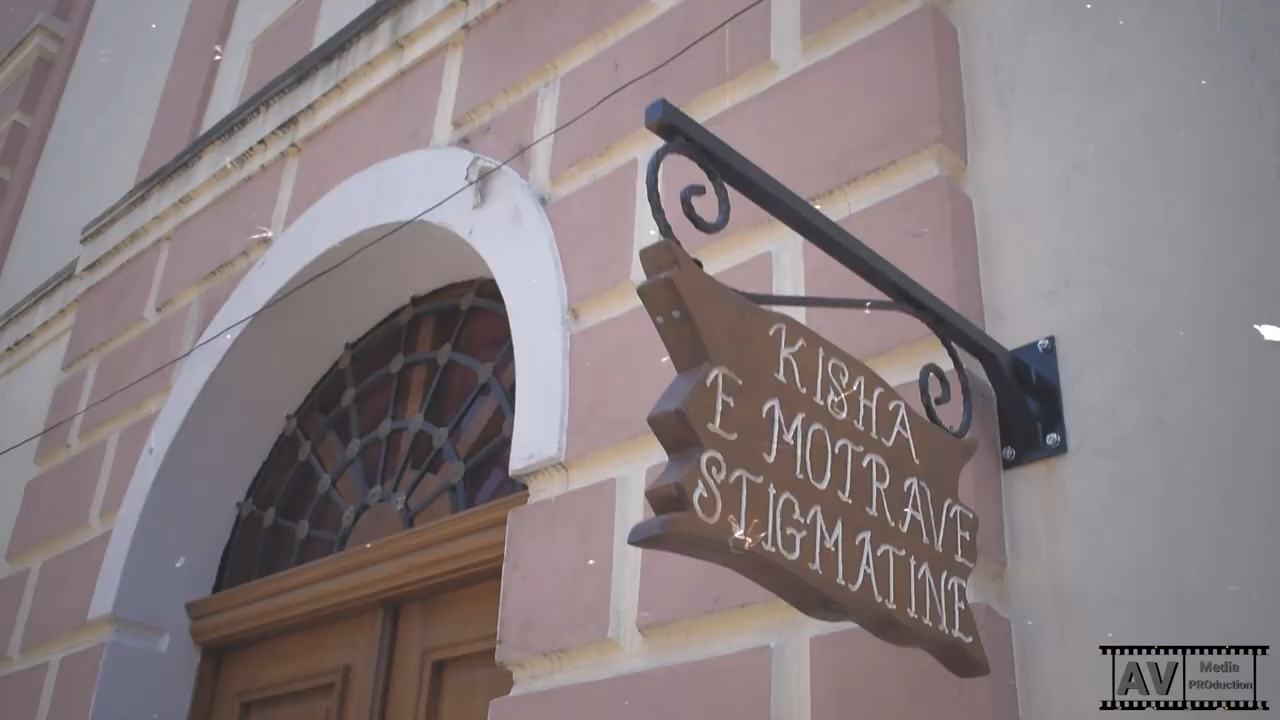 KISHA
E MOTRAVE
STIGMATINE
AV
Media
PROduction